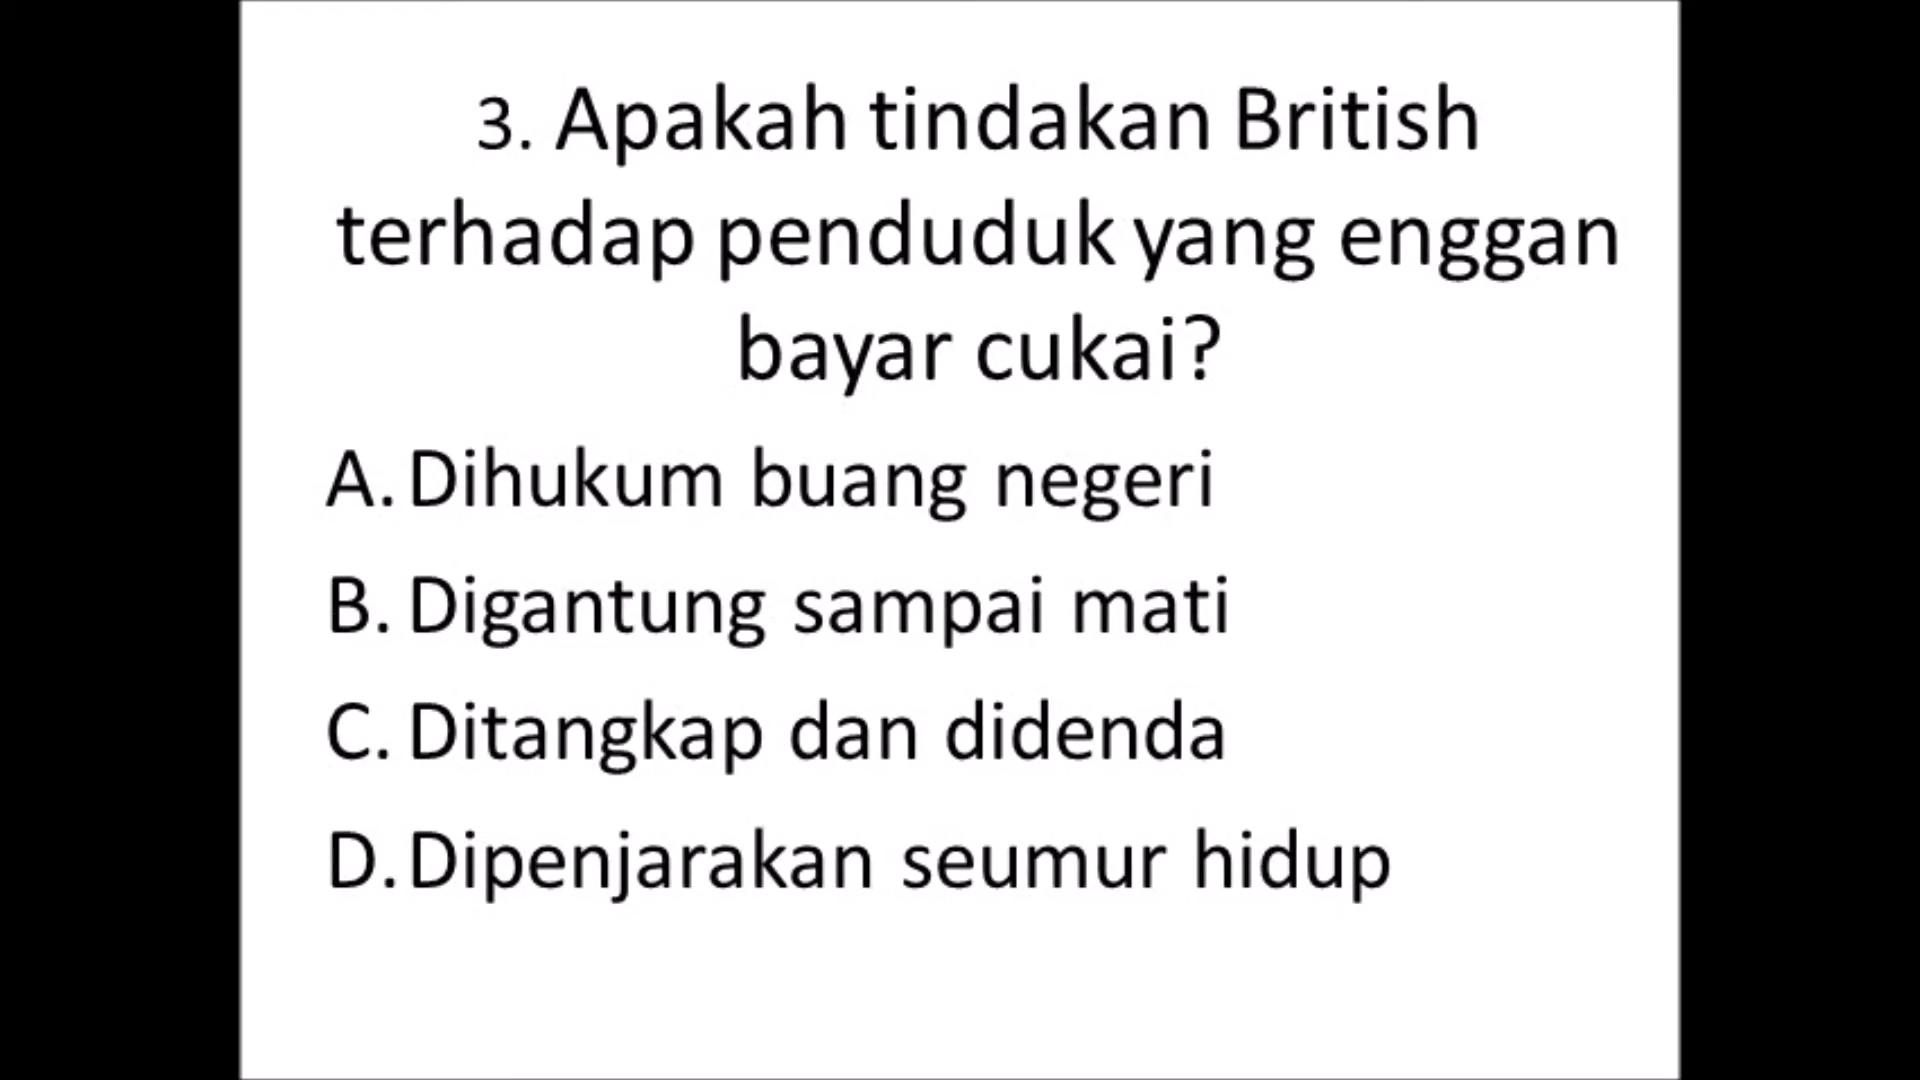 3. Apakah tindakan British
terhadap penduduk yang enggan
bayar cukai?
A. Dihukum buang negeri
B. Digantung sampai mati
C. Ditangkap dan didenda
D. Dipenjarakan seumur hidup